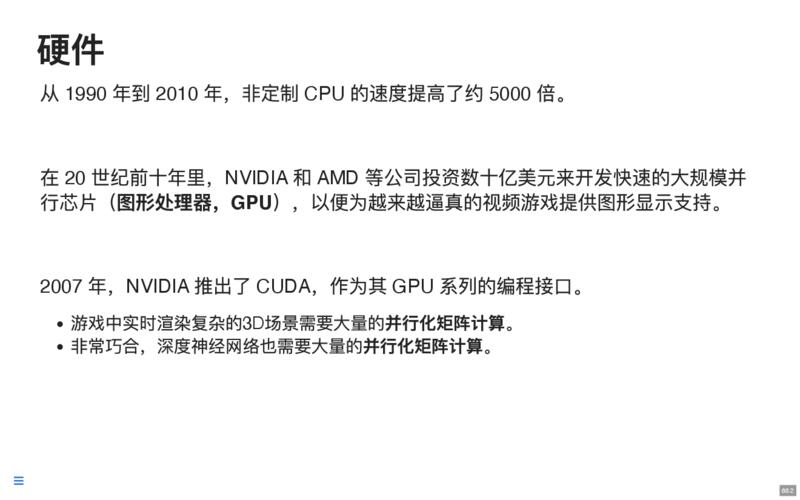 硬件
从 1990 年到 2010 年，非定制 CPU 的速度提高了约 5000 倍。
在 20 世纪前十年里，NVIDIA 和 AMD 等公司投资数十亿美元来开发快速的大规模并
行芯片（图形处理器，GPU），以便为越来越逼真的视频游戏提供图形显示支持。
2007 年，NVIDIA 推出了 CUDA，作为其 GPU 系列的编程接口。
• 游戏中实时渲染复杂的3D场景需要大量的并行化矩阵计算。
• 非常巧合，深度神经网络也需要大量的并行化矩阵计算。